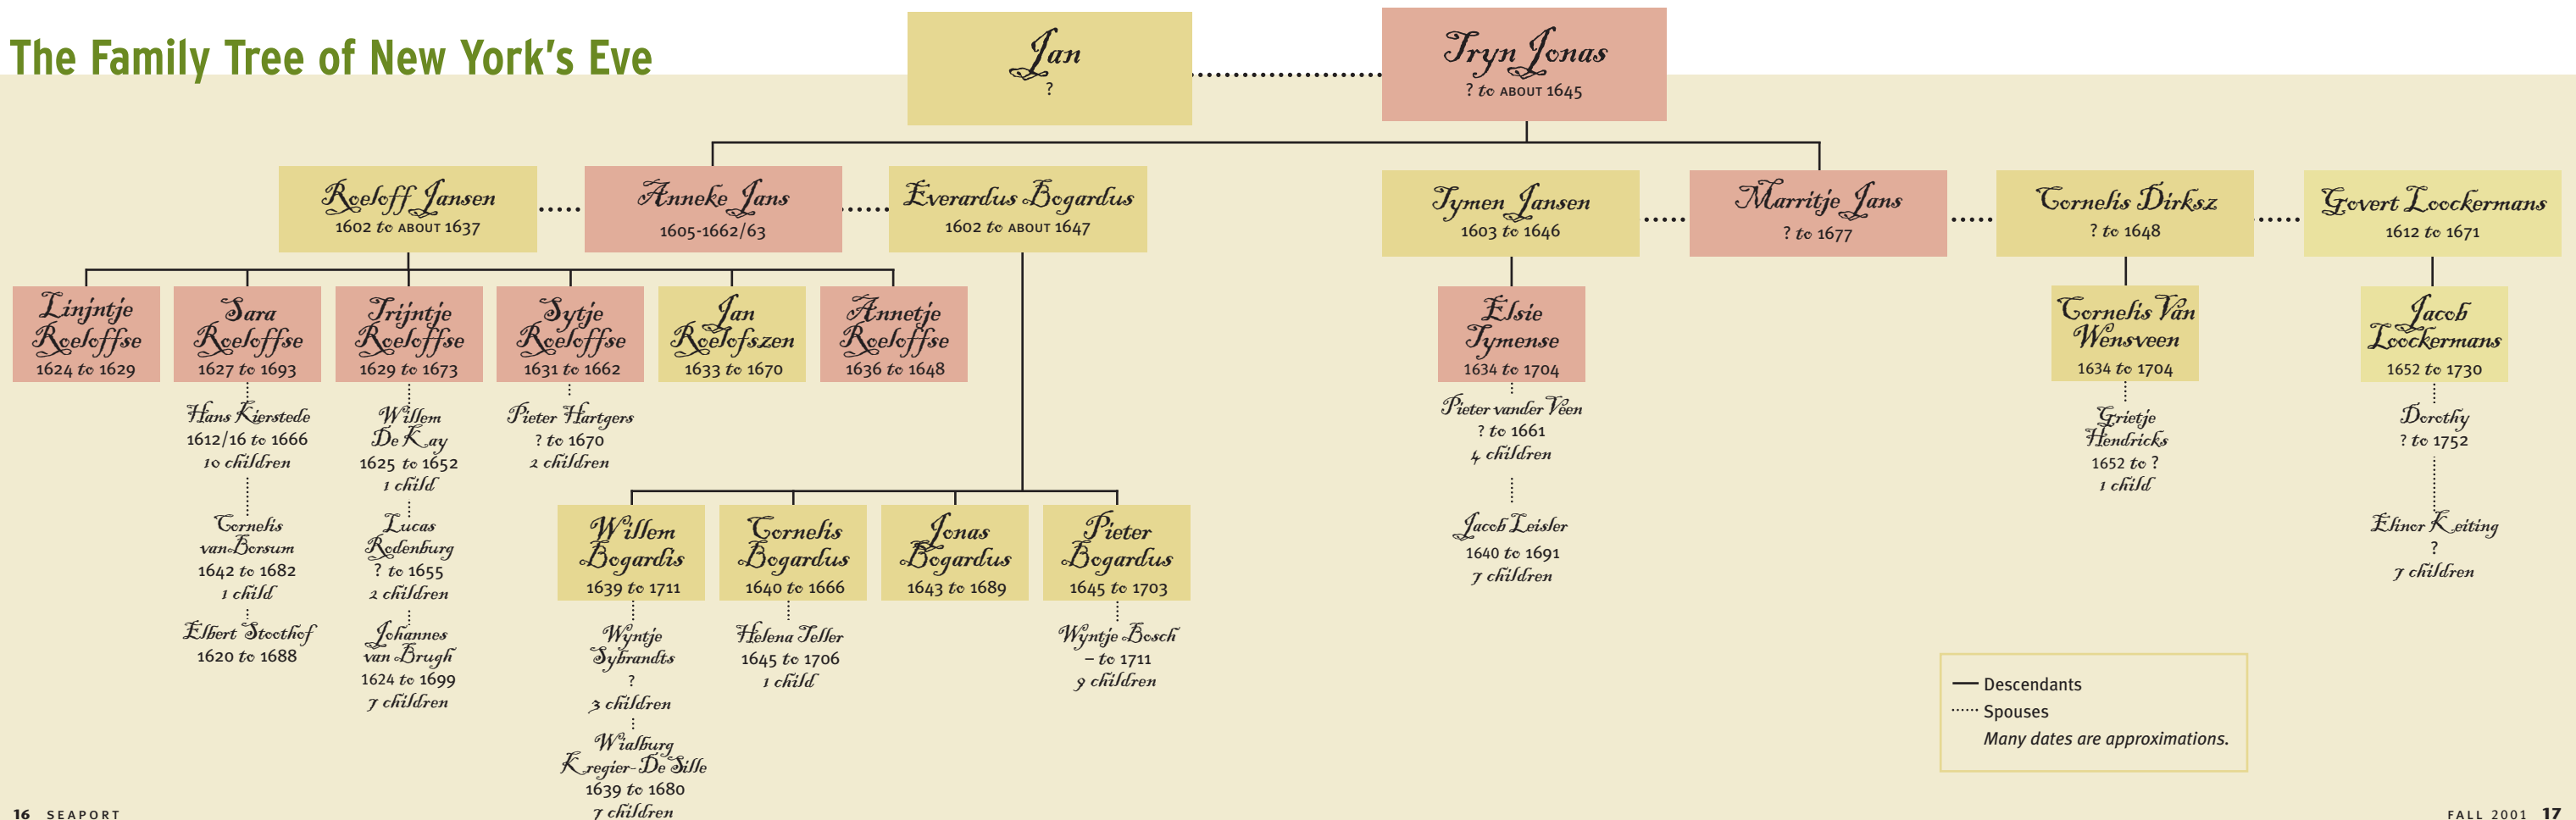 The Family Tree of New York's Eve
Jan
?
Tryn Jonas
? to ABOUT 1645
Roeloff Jansen
1602 to ABOUT 1637
Anneke Jans
1605-1662/63
Everardus Bogardus
1602 to ABOUT 1647
Tymen Jansen
1603 to 1646
Marritje Jans
? to 1677
Cornelis Dirksz
? to 1648
Govert Loockermans
1612 to 1671
Linjntje
Roeloffse
1624 to 1629
Sara
Roeloffse
1627 to 1693
Trijntje
Roeloffse
1629 to 1673
Sytje
Roeloffse
1631 to 1662
Jan
Roelofszen
1633 to 1670
Annetje
Roeloffse
1636 to 1648
Elsie
Tymense
1634 to 1704
Cornelis Van
Wensveen
1634 to 1704
Jacob
Loockermans
1652 to 1730
Hans Kierstede
1612/16 to 1666
10 children
Cornelis
vanBorsum
1642 to 1682
1 child
Elbert Stoothof
1620 to 1688
Willem
De Kay
1625 to 1652
1 child
Lucas
Rodenburg
? to 1655
2 children
Johannes
van Brugh
1624 to 1699
7 children
Pieter Hartgers
? to 1670
2 children
Willem
Bogardis
1639 to 1711
Cornelis
Bogardus
1640 to 1666
Jonas
Bogardus
1643 to 1689
Pieter
Bogardus
1645 to 1703
Wyntje
Sybrandts
?
3 children
Wialburg
Kregier-De Sille
1639 to 1680
7 children
Helena Teller
1645 to 1706
1 child
Wyntje Bosch
– to 1711
9 children
Pieter vander Veen
? to 1661
4 children
Jacob Leisler
1640 to 1691
7 children
Grietje
Hendricks
1652 to ?
1 child
Dorothy
? to 1752
Elinor Keiting
?
7 children
Descendants
Spouses
Many dates are approximations.
16 SEAPORT
FALL 2001 17